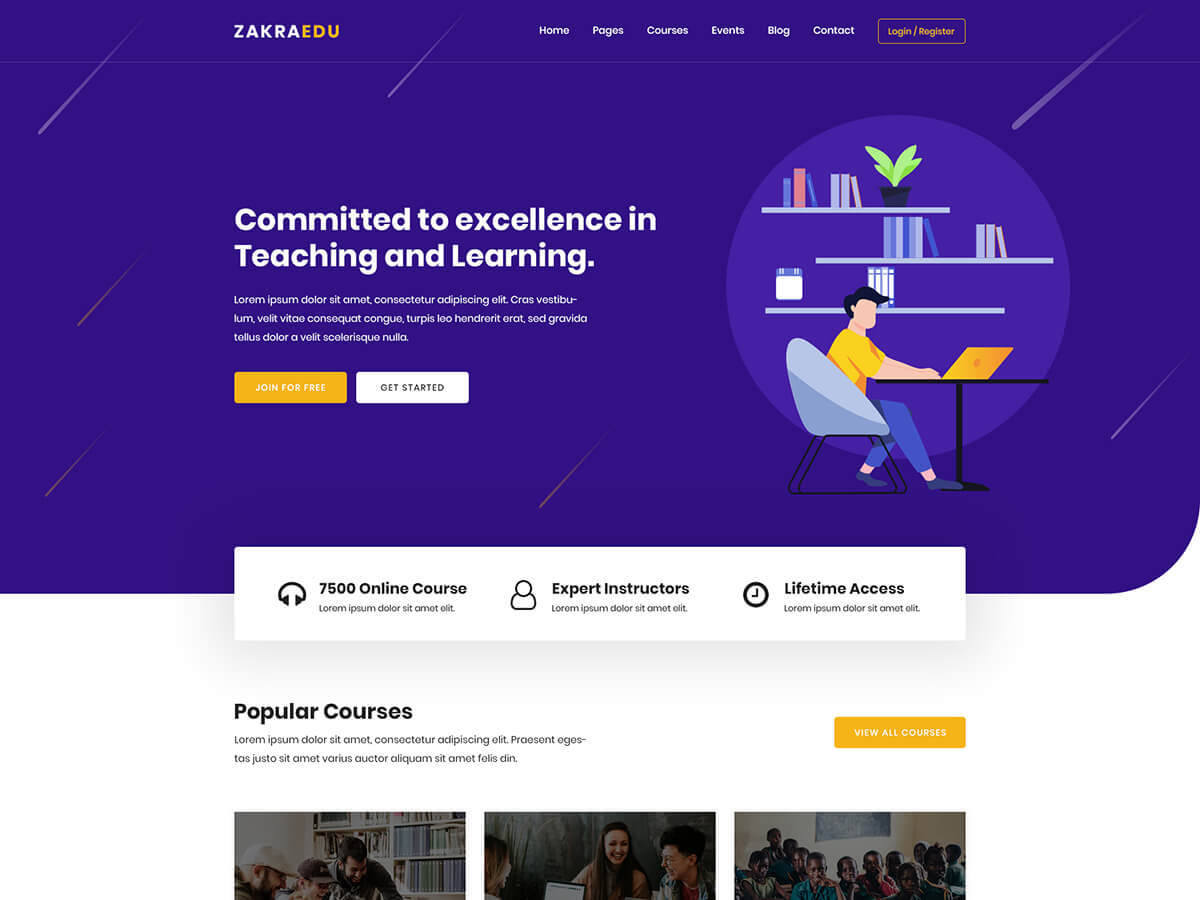 ZAKRAEDU
Home Pages Courses Events Blog Contact Login / Register
Committed to excellence in
Teaching and Learning.
Lorem ipsum dolor sit amet, consectetur adipiscing elit. Cras vestibu-
lum, velit vitae consequat congue, turpis leo hendrerit erat, sed gravida
tellus dolor a velit scelerisque nulla.
JOIN FOR FREE GET STARTED
7500 Online Course
Lorem ipsum dolor sit amet elit.
Expert Instructors
Lorem ipsum dolor sit amet elit.
Lifetime Access
Lorem ipsum dolor sit amet elit.
Popular Courses
Lorem ipsum dolor sit amet, consectetur adipiscing elit. Praesent eges-
tas justo sit amet varius auctor aliquam sit amet felis din.
VIEW ALL COURSES